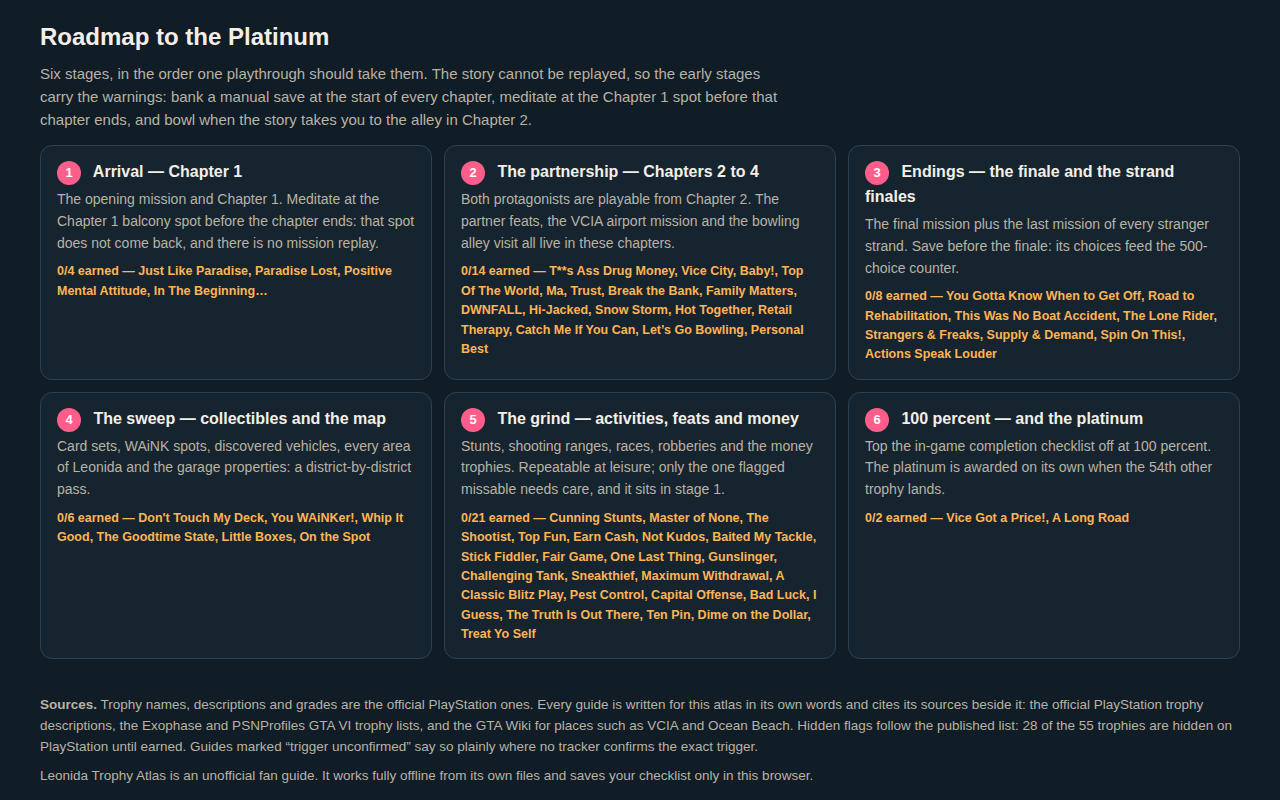 Roadmap to the Platinum
Six stages, in the order one playthrough should take them. The story cannot be replayed, so the early stages
carry the warnings: bank a manual save at the start of every chapter, meditate at the Chapter 1 spot before that
chapter ends, and bowl when the story takes you to the alley in Chapter 2.
1 Arrival — Chapter 1
The opening mission and Chapter 1. Meditate at the
Chapter 1 balcony spot before the chapter ends: that spot
does not come back, and there is no mission replay.
0/4 earned — Just Like Paradise, Paradise Lost, Positive
Mental Attitude, In The Beginning…
2 The partnership — Chapters 2 to 4
Both protagonists are playable from Chapter 2. The
partner feats, the VCIA airport mission and the bowling
alley visit all live in these chapters.
0/14 earned — T**s Ass Drug Money, Vice City, Baby!, Top
Of The World, Ma, Trust, Break the Bank, Family Matters,
DWNFALL, Hi-Jacked, Snow Storm, Hot Together, Retail
Therapy, Catch Me If You Can, Let's Go Bowling, Personal
Best
3 Endings — the finale and the strand
finales
The final mission plus the last mission of every stranger
strand. Save before the finale: its choices feed the 500-
choice counter.
0/8 earned — You Gotta Know When to Get Off, Road to
Rehabilitation, This Was No Boat Accident, The Lone Rider,
Strangers & Freaks, Supply & Demand, Spin On This!,
Actions Speak Louder
4 The sweep — collectibles and the map
Card sets, WAiNK spots, discovered vehicles, every area
of Leonida and the garage properties: a district-by-district
pass.
0/6 earned — Don't Touch My Deck, You WAiNKer!, Whip It
Good, The Goodtime State, Little Boxes, On the Spot
5 The grind — activities, feats and money
Stunts, shooting ranges, races, robberies and the money
trophies. Repeatable at leisure; only the one flagged
missable needs care, and it sits in stage 1.
0/21 earned — Cunning Stunts, Master of None, The
Shootist, Top Fun, Earn Cash, Not Kudos, Baited My Tackle,
Stick Fiddler, Fair Game, One Last Thing, Gunslinger,
Challenging Tank, Sneakthief, Maximum Withdrawal, A
Classic Blitz Play, Pest Control, Capital Offense, Bad Luck, I
Guess, The Truth Is Out There, Ten Pin, Dime on the Dollar,
Treat Yo Self
6 100 percent — and the platinum
Top the in-game completion checklist off at 100 percent.
The platinum is awarded on its own when the 54th other
trophy lands.
0/2 earned — Vice Got a Price!, A Long Road
Sources. Trophy names, descriptions and grades are the official PlayStation ones. Every guide is written for this atlas in its own words and cites its sources beside it: the official PlayStation trophy
descriptions, the Exophase and PSNProfiles GTA VI trophy lists, and the GTA Wiki for places such as VCIA and Ocean Beach. Hidden flags follow the published list: 28 of the 55 trophies are hidden on
PlayStation until earned. Guides marked “trigger unconfirmed” say so plainly where no tracker confirms the exact trigger.
Leonida Trophy Atlas is an unofficial fan guide. It works fully offline from its own files and saves your checklist only in this browser.